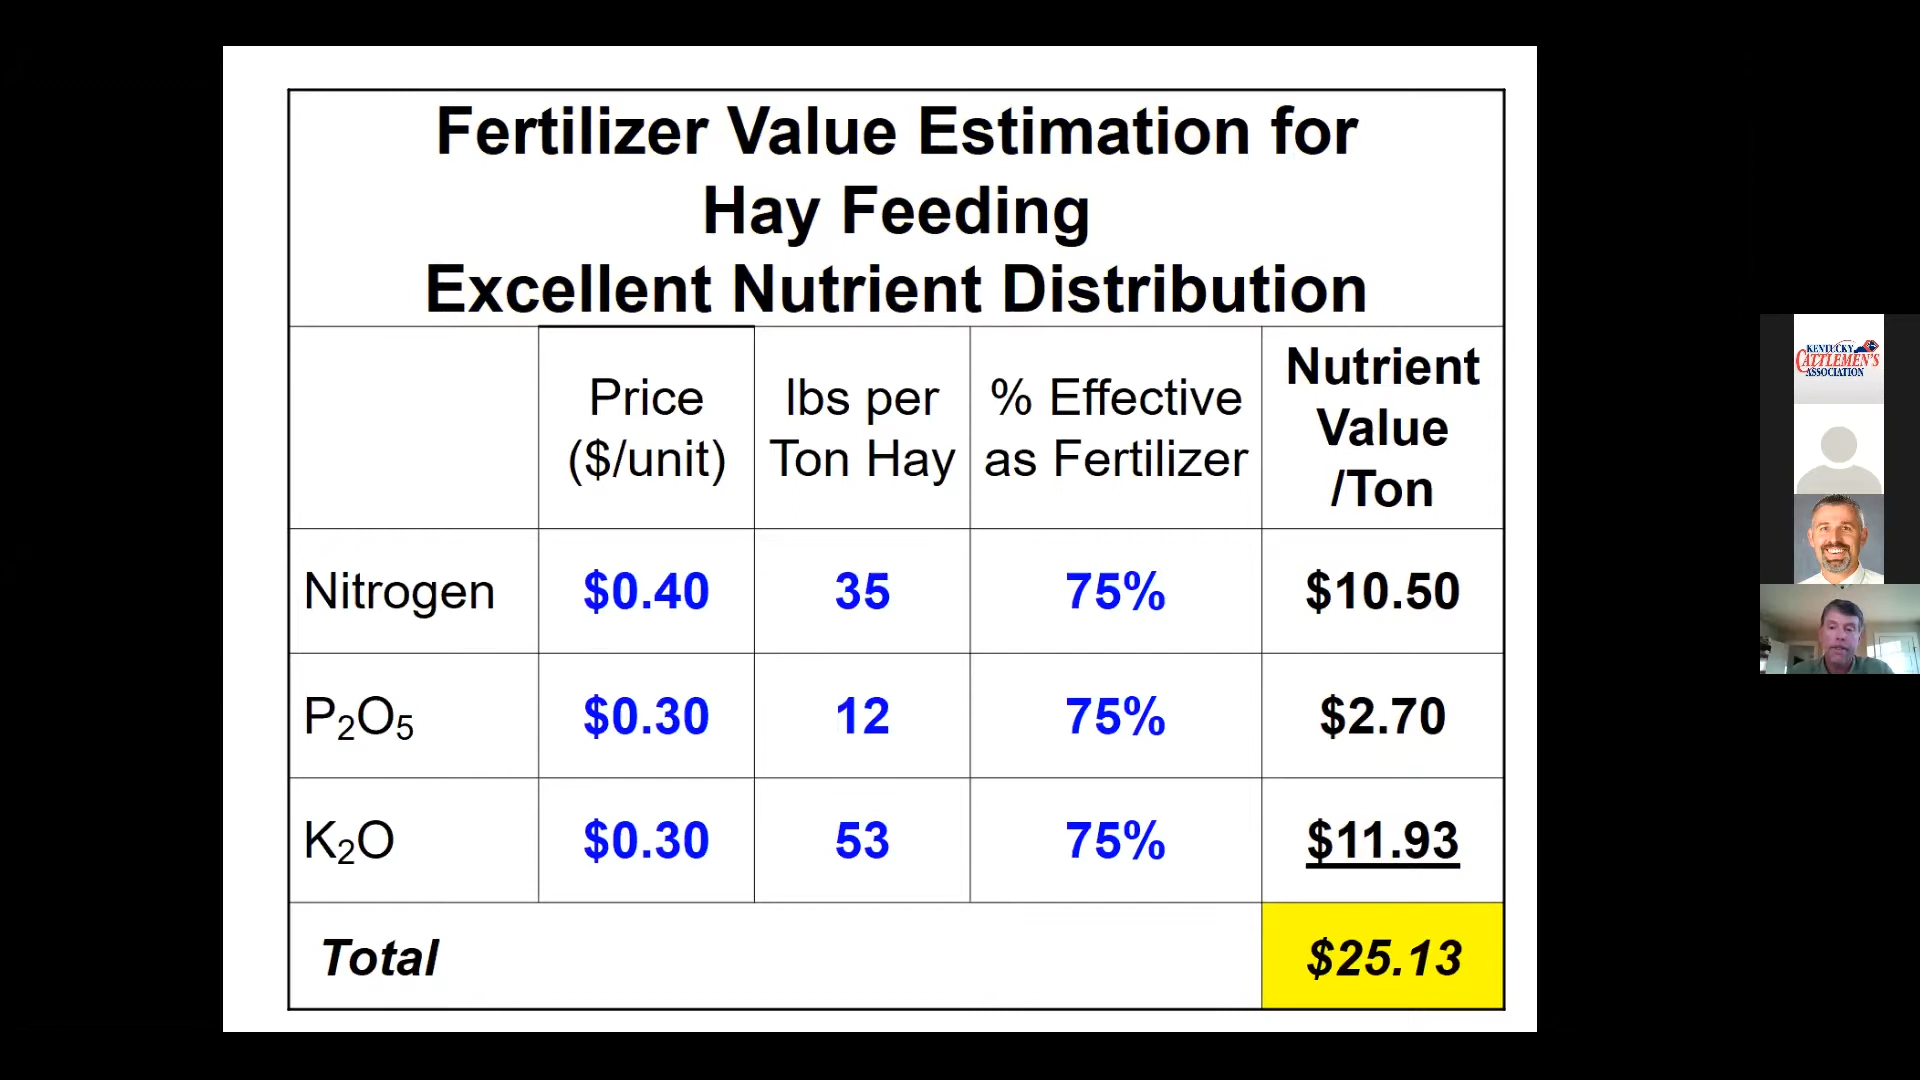 Fertilizer Value Estimation for
Hay Feeding
Excellent Nutrient Distribution
Price
($/unit)
lbs per
Ton Hay
% Effective
as Fertilizer
Nutrient
Value
/Ton
Nitrogen $0.40 35 75% $10.50
P₂O₅ $0.30 12 75% $2.70
K₂O $0.30 53 75% $11.93
Total $25.13
KENTUCKY
CATTLEMEN'S
ASSOCIATION